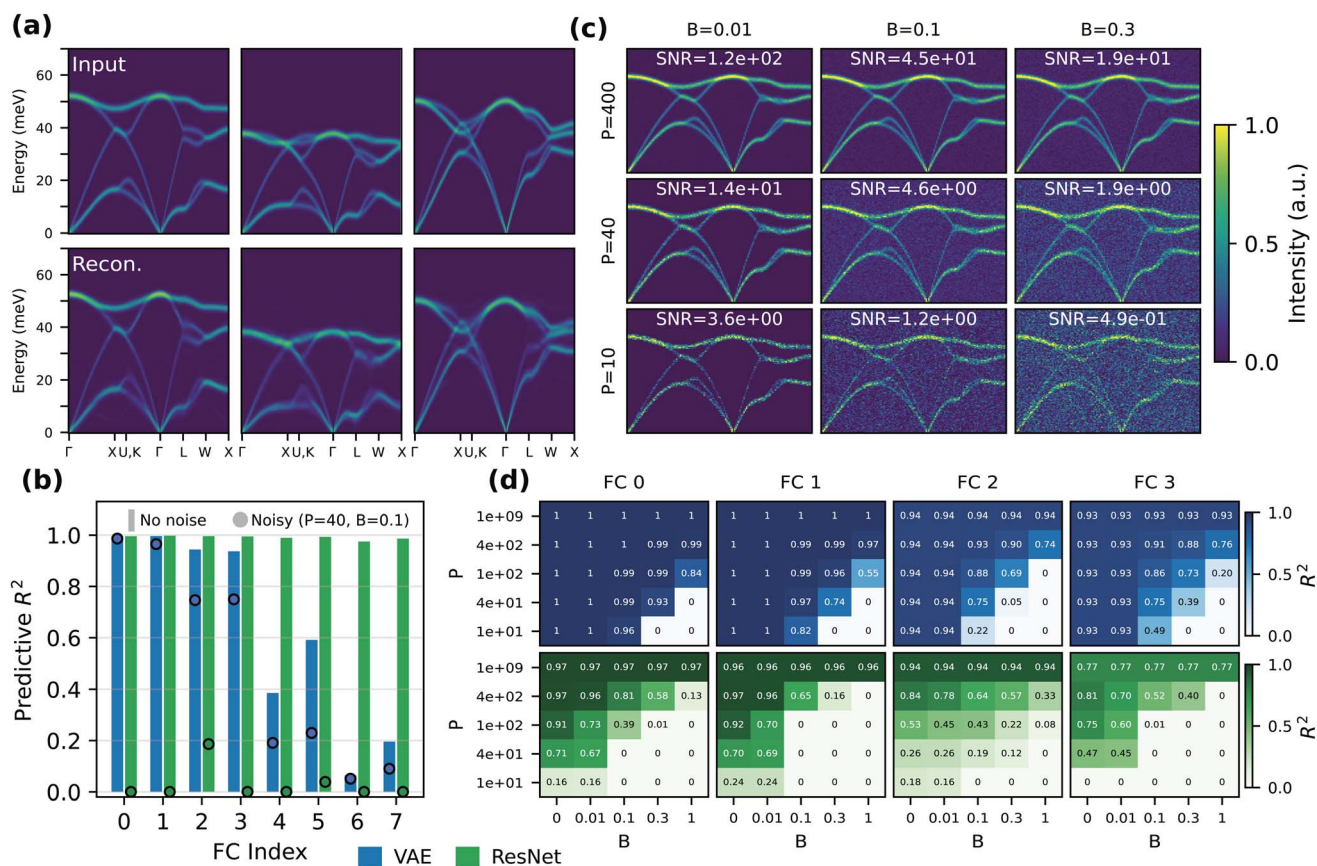 (a)
Input
Energy (meV)
60
40
20
0
Recon.
Energy (meV)
60
40
20
0
Γ X U,K Γ L W X
Γ X U,K Γ L W X
Γ X U,K Γ L W X
(c)
B=0.01 B=0.1 B=0.3
P=400
SNR=1.2e+02 SNR=4.5e+01 SNR=1.9e+01
P=40
SNR=1.4e+01 SNR=4.6e+00 SNR=1.9e+00
P=10
SNR=3.6e+00 SNR=1.2e+00 SNR=4.9e-01
1.0
0.5
0.0
Intensity (a.u.)
(b)
No noise Noisy (P=40, B=0.1)
Predictive R²
1.0
0.8
0.6
0.4
0.2
0.0
0 1 2 3 4 5 6 7
FC Index
VAE ResNet
(d)
FC 0 FC 1 FC 2 FC 3
P
1e+09 1 1 1 1 1 1 1 1 1 1 0.94 0.94 0.94 0.94 0.94 0.93 0.93 0.93 0.93 0.93
4e+02 1 1 1 0.99 0.99 1 1 0.99 0.99 0.97 0.94 0.94 0.93 0.90 0.74 0.93 0.93 0.91 0.88 0.76
1e+02 1 1 0.99 0.99 0.84 1 1 0.99 0.96 0.55 0.94 0.94 0.88 0.69 0 0.93 0.93 0.86 0.73 0.20
4e+01 1 1 0.99 0.93 0 1 1 0.97 0.74 0 0.94 0.94 0.75 0.05 0 0.93 0.93 0.75 0.39 0
1e+01 1 1 0.96 0 0 1 1 0.82 0 0 0.94 0.94 0.22 0 0 0.93 0.93 0.49 0 0
1.0
0.5
0.0
R²
P
1e+09 0.97 0.97 0.97 0.97 0.97 0.96 0.96 0.96 0.96 0.96 0.94 0.94 0.94 0.94 0.94 0.77 0.77 0.77 0.77 0.77
4e+02 0.97 0.96 0.81 0.58 0.13 0.97 0.96 0.65 0.16 0 0.84 0.78 0.64 0.57 0.33 0.81 0.70 0.52 0.40 0
1e+02 0.91 0.73 0.39 0.01 0 0.92 0.70 0 0 0 0.53 0.45 0.43 0.22 0.08 0.75 0.60 0.01 0 0
4e+01 0.71 0.67 0 0 0 0.70 0.69 0 0 0 0.26 0.26 0.19 0.12 0 0.47 0.45 0 0 0
1e+01 0.16 0.16 0 0 0 0.24 0.24 0 0 0 0.18 0.16 0 0 0 0 0 0 0 0
1.0
0.5
0.0
R²
0 0.01 0.1 0.3 1 0 0.01 0.1 0.3 1 0 0.01 0.1 0.3 1 0 0.01 0.1 0.3 1
B B B B